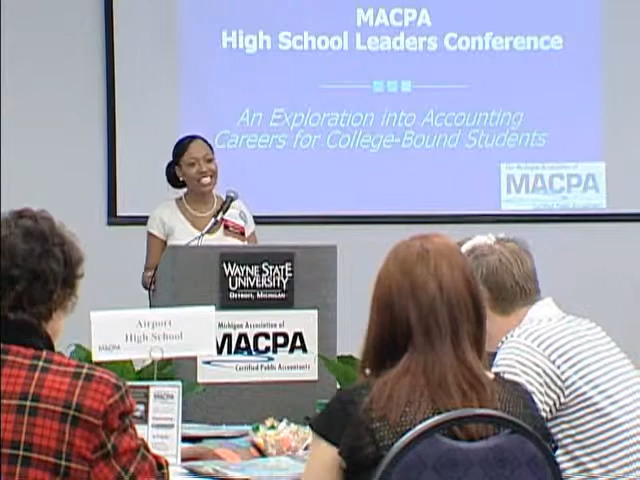 MACPA
High School Leaders Conference
An Exploration into Accounting
Careers for College-Bound Students
MACPA
WAYNE STATE
UNIVERSITY
DETROIT, MICHIGAN
Michigan Association of
MACPA
Certified Public Accountants
Airport
High School
MACPA